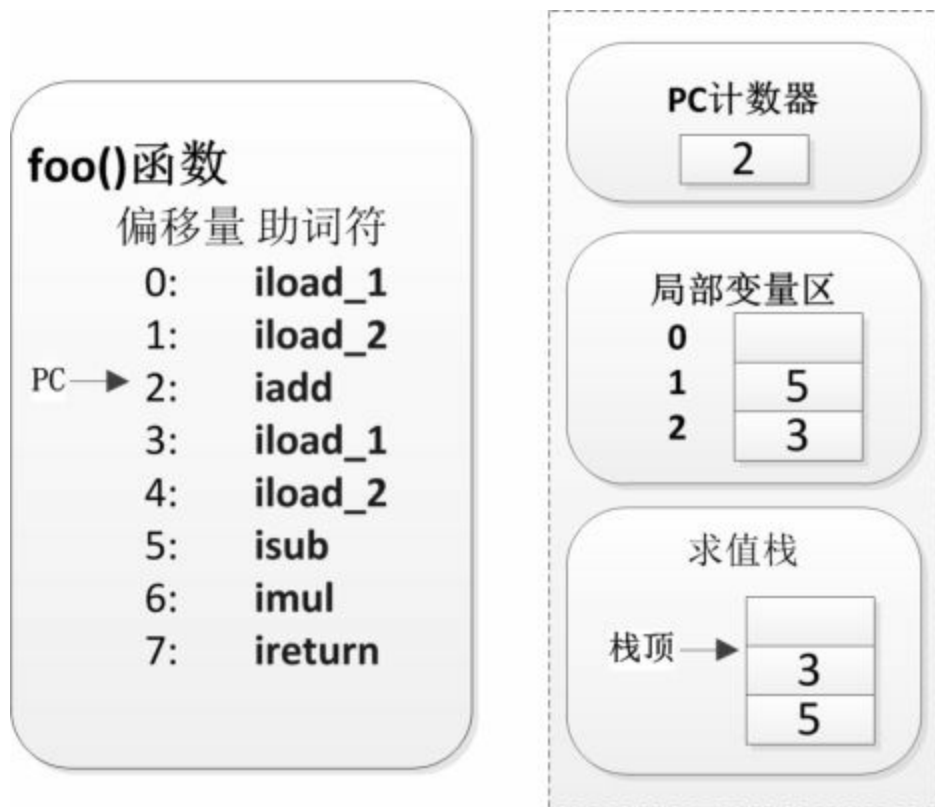 foo()函数
偏移量 助词符
0: iload_1
1: iload_2
PC 2: iadd
3: iload_1
4: iload_2
5: isub
6: imul
7: ireturn
PC计数器
2
局部变量区
0
1 5
2 3
求值栈
栈顶
3
5